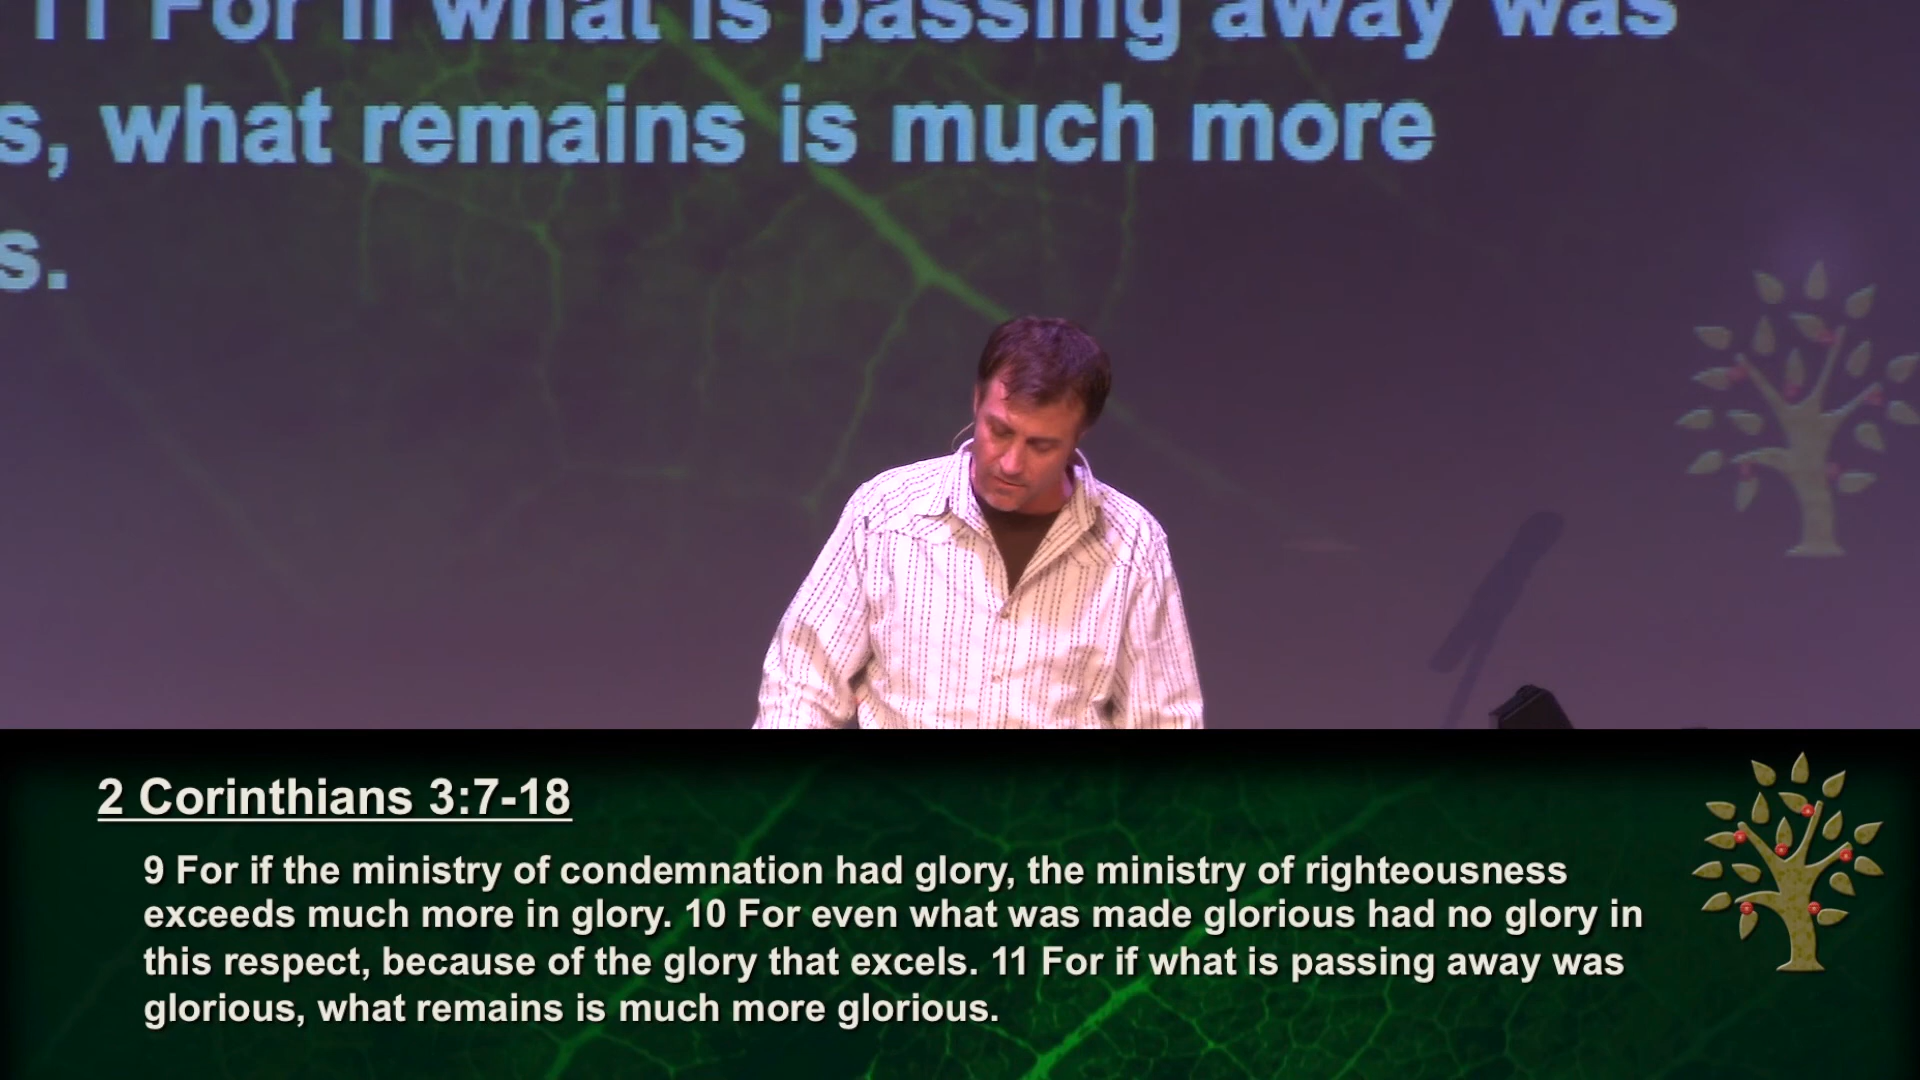 11 For if what is passing away was
s, what remains is much more
s.
2 Corinthians 3:7-18
9 For if the ministry of condemnation had glory, the ministry of righteousness
exceeds much more in glory. 10 For even what was made glorious had no glory in
this respect, because of the glory that excels. 11 For if what is passing away was
glorious, what remains is much more glorious.